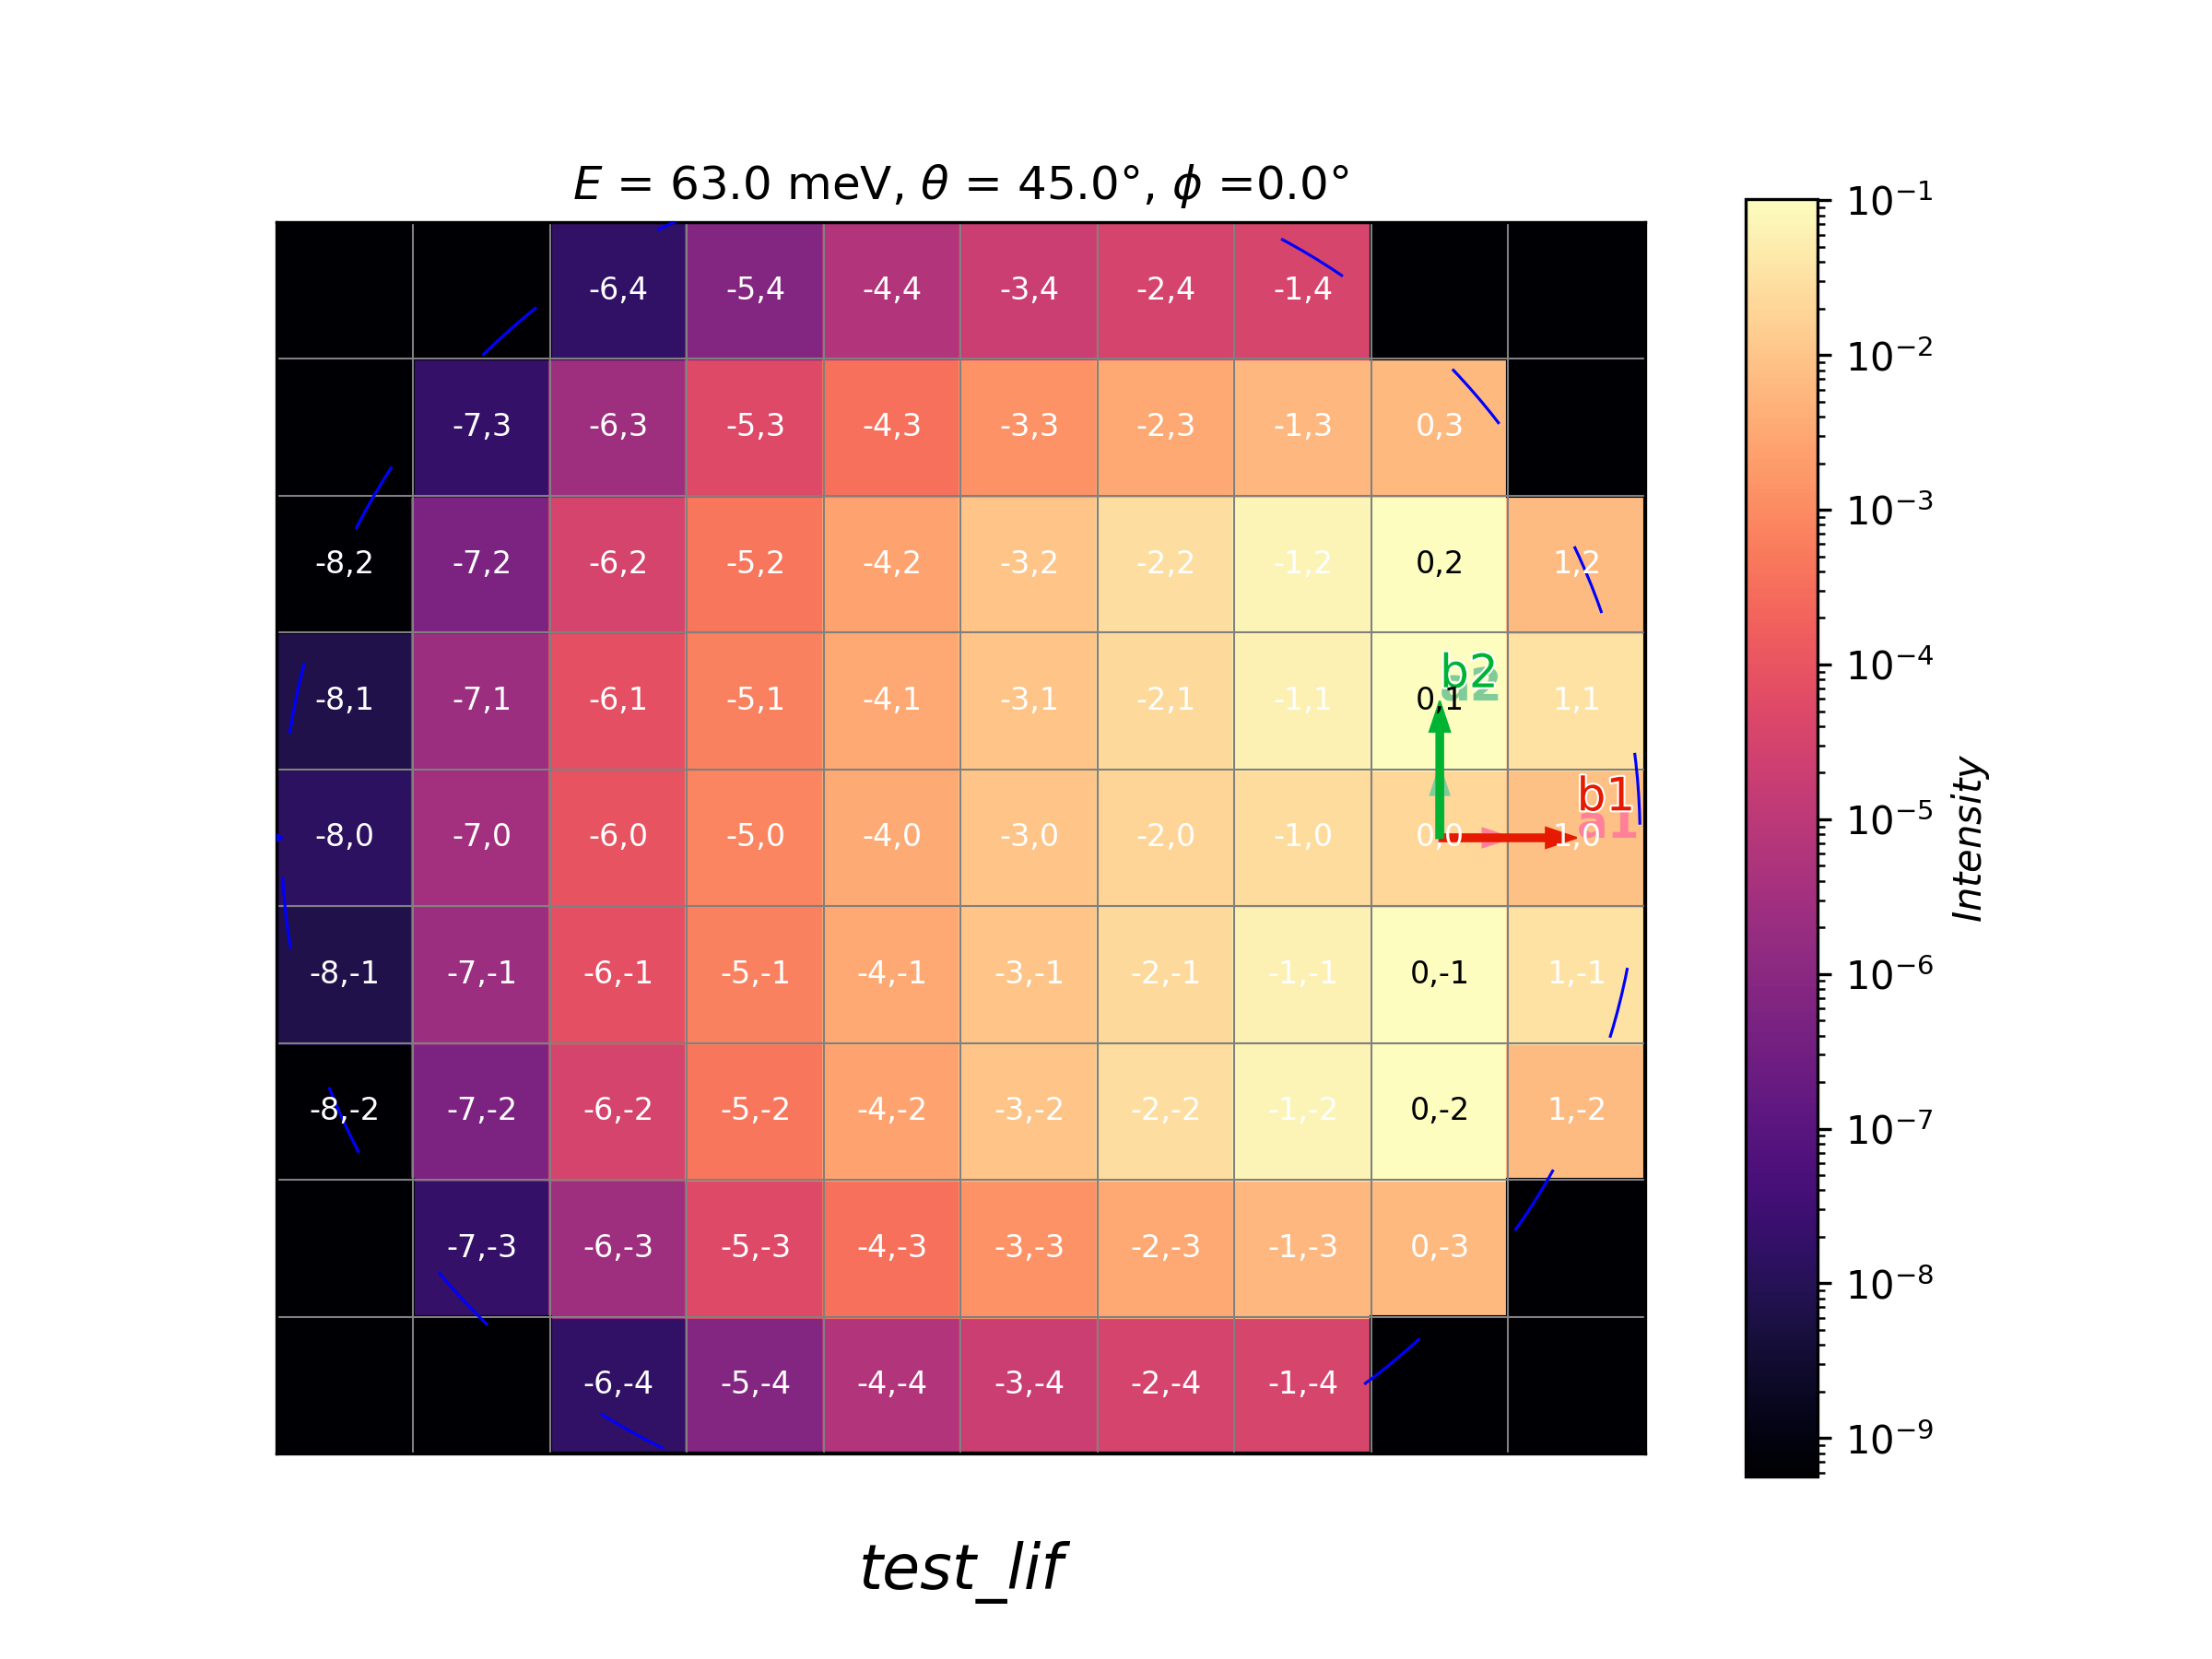 E = 63.0 meV, θ = 45.0°, ϕ =0.0°
-6,4 -5,4 -4,4 -3,4 -2,4 -1,4
-7,3 -6,3 -5,3 -4,3 -3,3 -2,3 -1,3 0,3
-8,2 -7,2 -6,2 -5,2 -4,2 -3,2 -2,2 -1,2 0,2 1,2
b2
a2
-8,1 -7,1 -6,1 -5,1 -4,1 -3,1 -2,1 -1,1 0,1 1,1
b1
a1
-8,0 -7,0 -6,0 -5,0 -4,0 -3,0 -2,0 -1,0 0,0 1,0
-8,-1 -7,-1 -6,-1 -5,-1 -4,-1 -3,-1 -2,-1 -1,-1 0,-1 1,-1
-8,-2 -7,-2 -6,-2 -5,-2 -4,-2 -3,-2 -2,-2 -1,-2 0,-2 1,-2
-7,-3 -6,-3 -5,-3 -4,-3 -3,-3 -2,-3 -1,-3 0,-3
-6,-4 -5,-4 -4,-4 -3,-4 -2,-4 -1,-4
10⁻¹
10⁻²
10⁻³
10⁻⁴
10⁻⁵
10⁻⁶
10⁻⁷
10⁻⁸
10⁻⁹
Intensity
test_lif